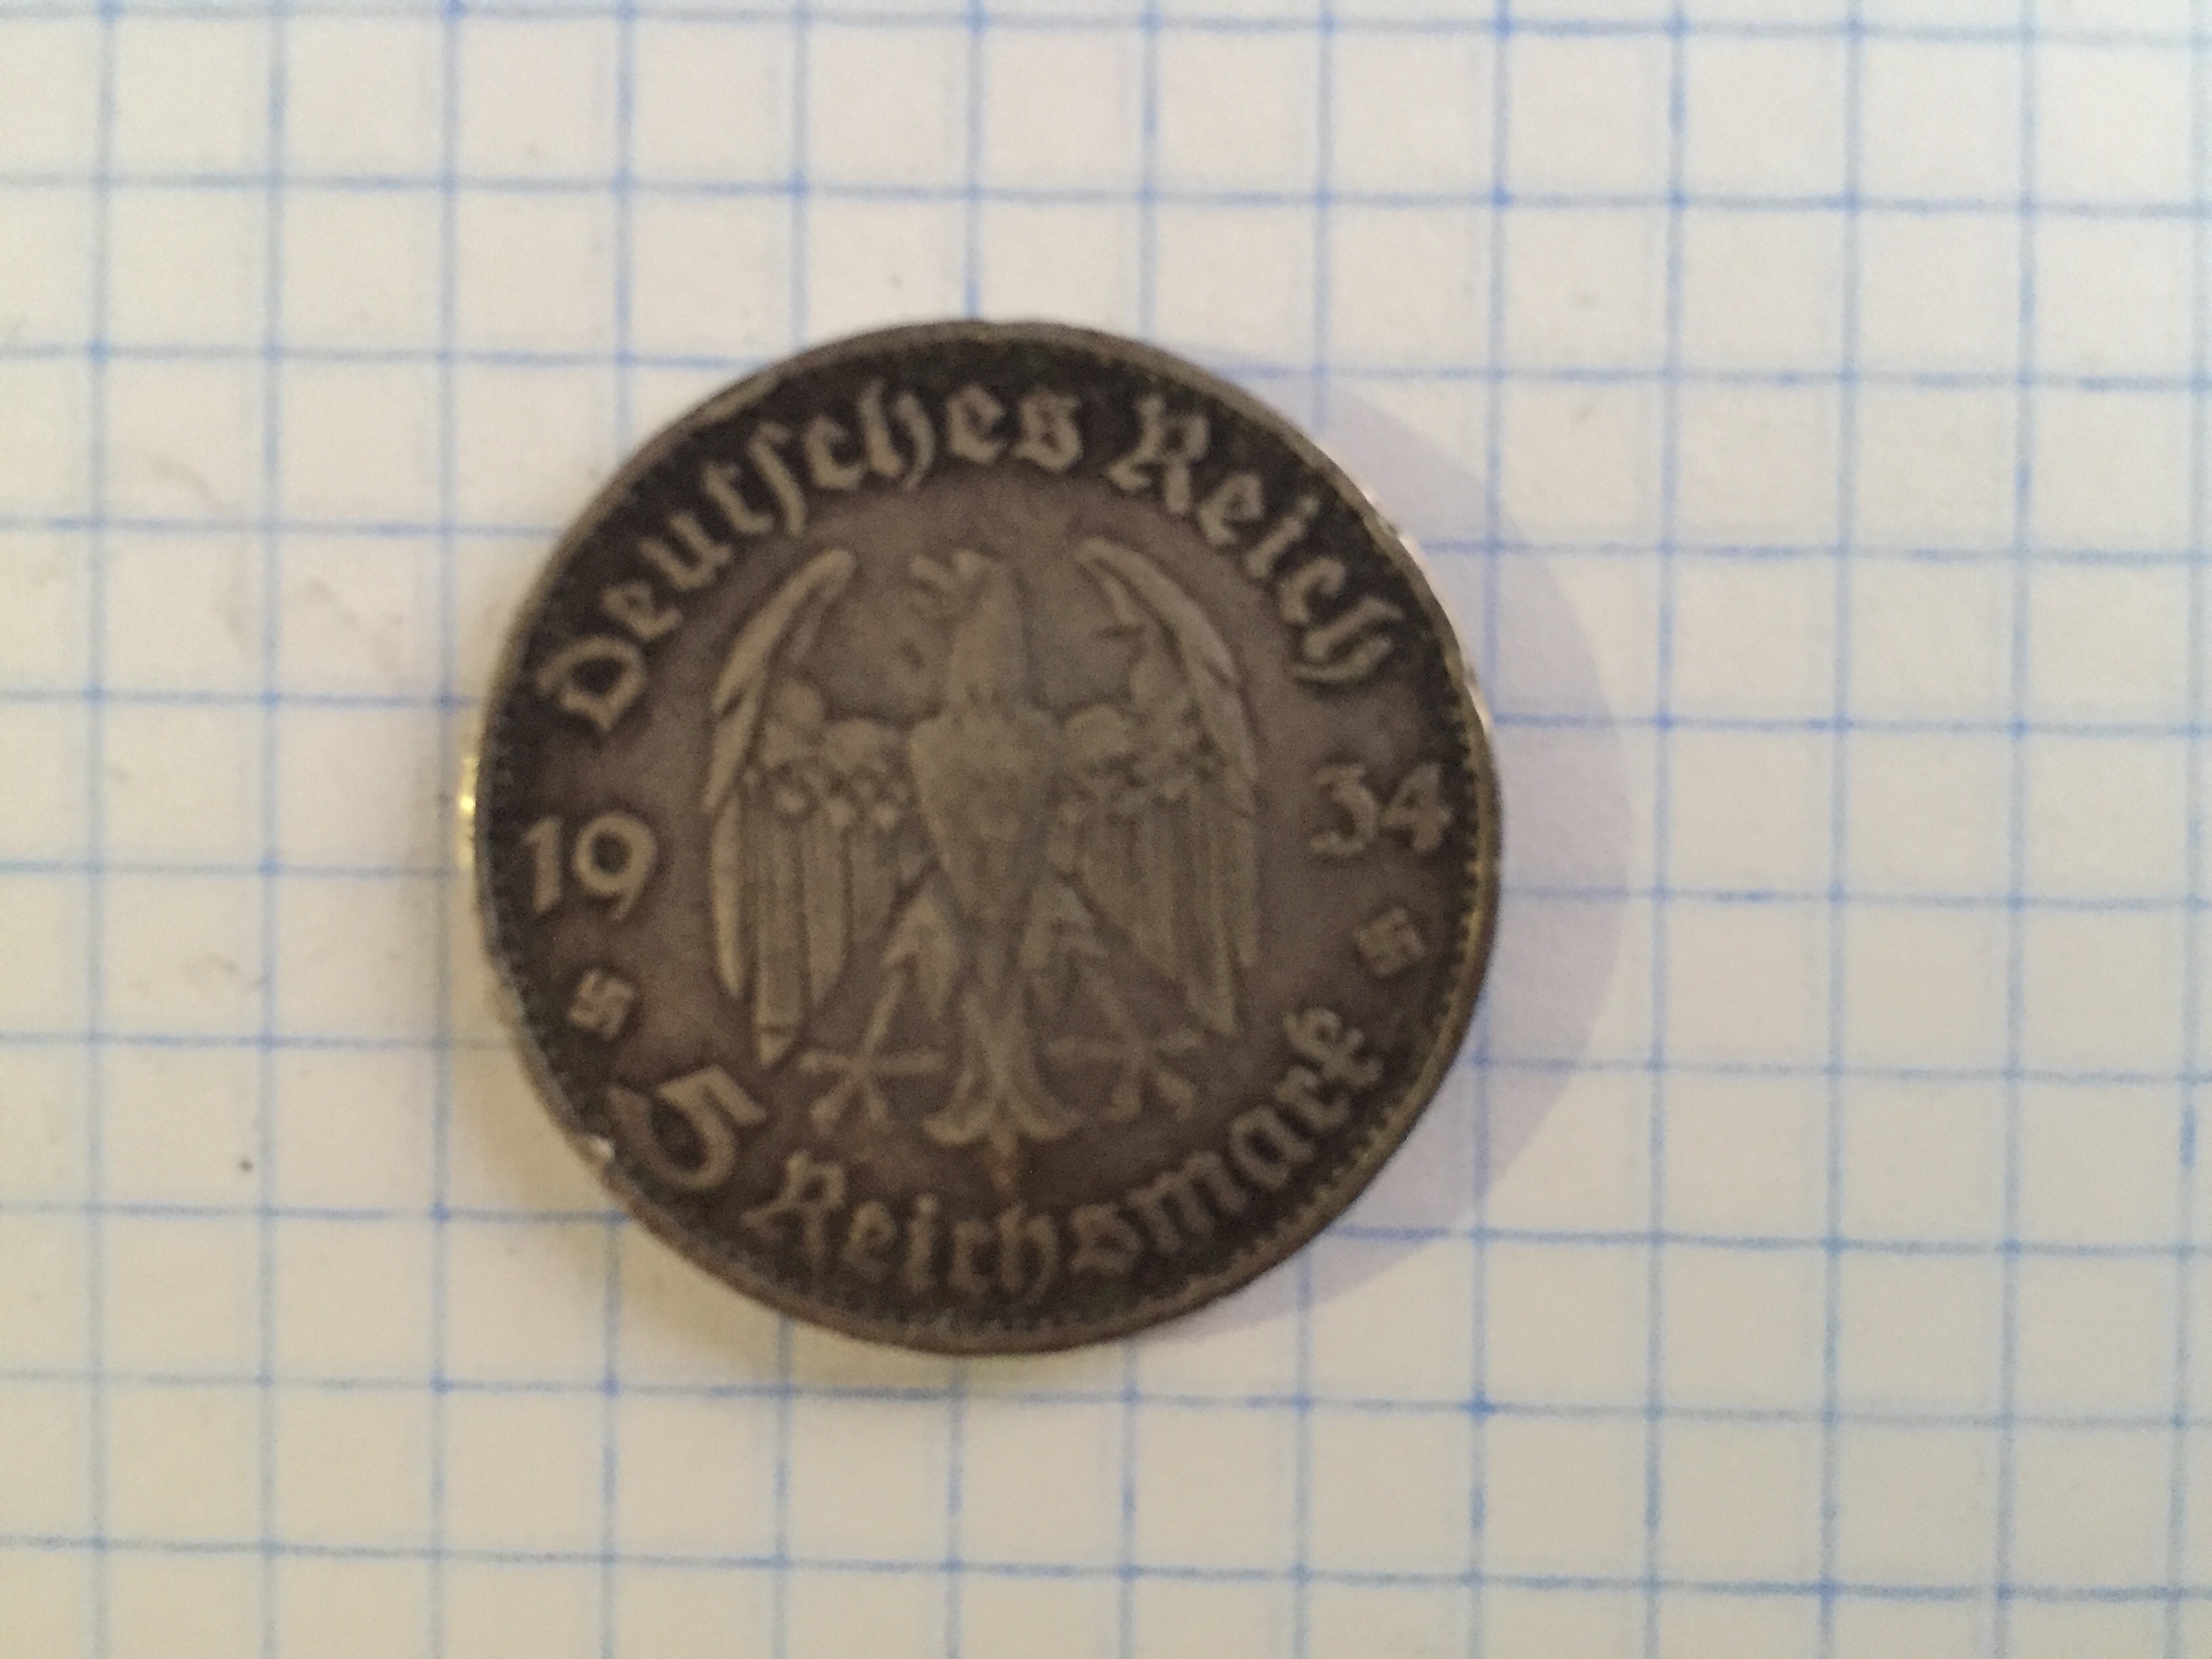 Deutſches Reich
19 34
5 Reichsmark